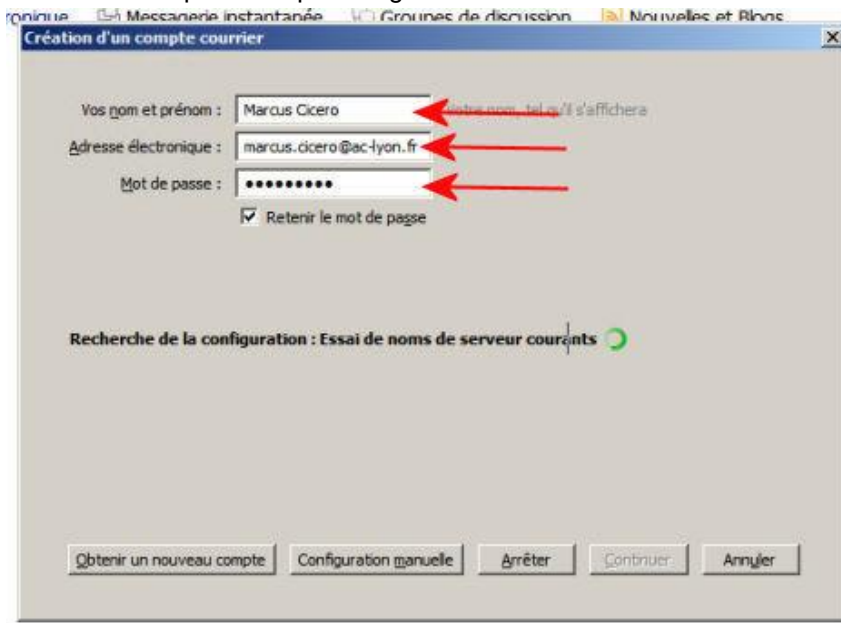 Messagerie instantanée Groupes de discussion Nouvelles et Blogs
Création d'un compte courrier
Vos nom et prénom : Marcus Cicero s'affichera
Adresse électronique : marcus.cicero@ac-lyon.fr
Mot de passe : •••••••••
Retenir le mot de passe
Recherche de la configuration : Essai de noms de serveur courants
Obtenir un nouveau compte Configuration manuelle Arrêter Continuer Annuler